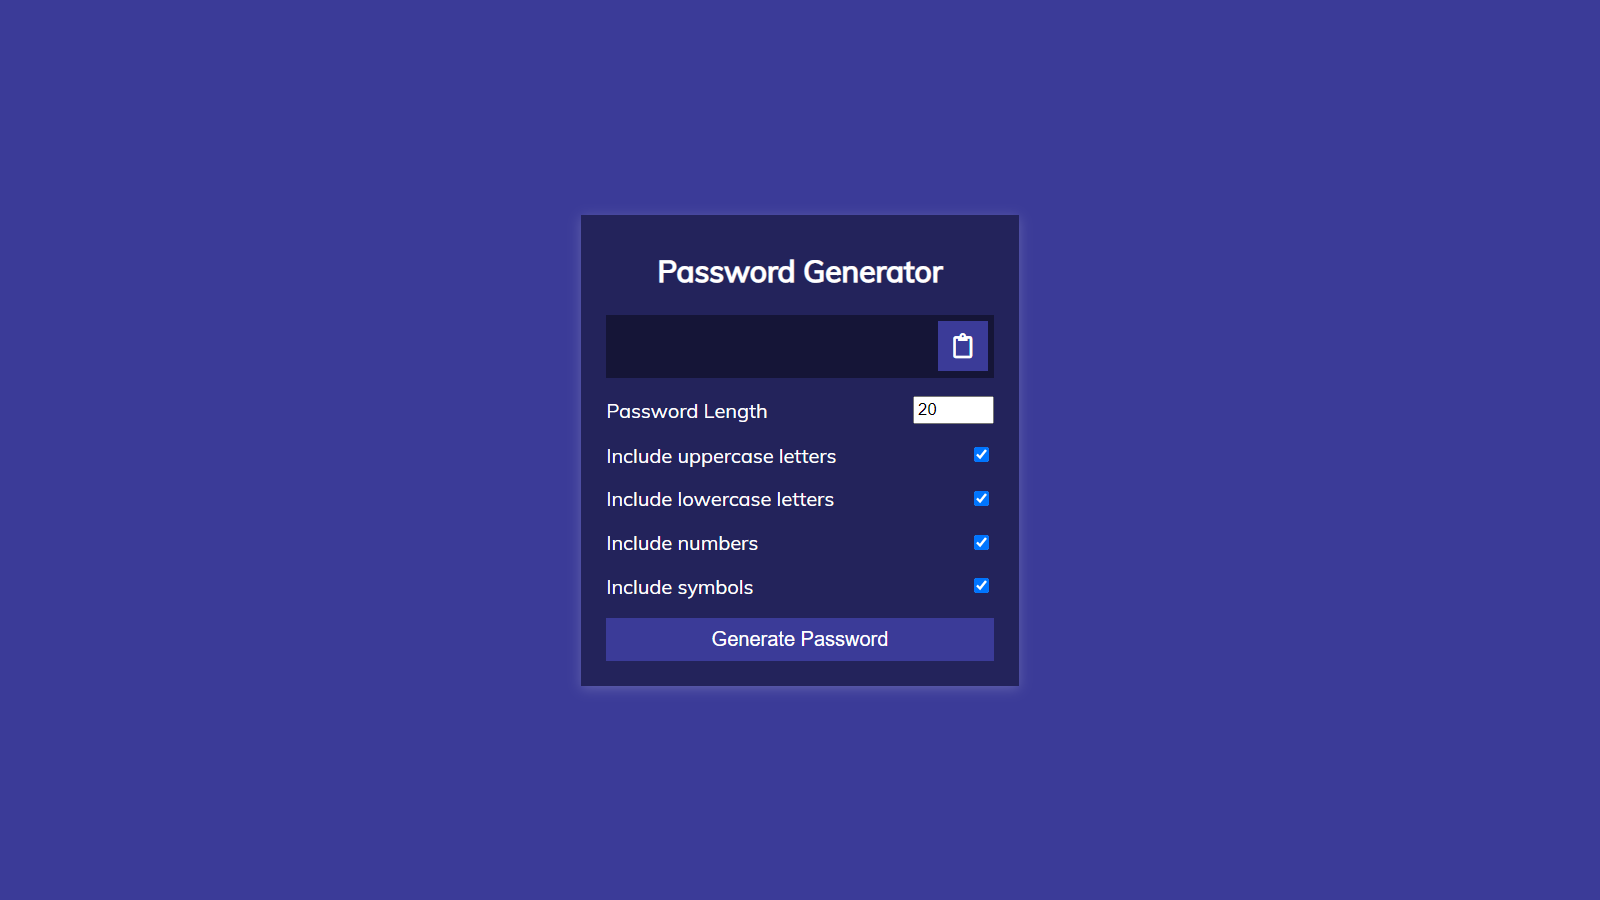 Password Generator
Password Length 20
Include uppercase letters
Include lowercase letters
Include numbers
Include symbols
Generate Password